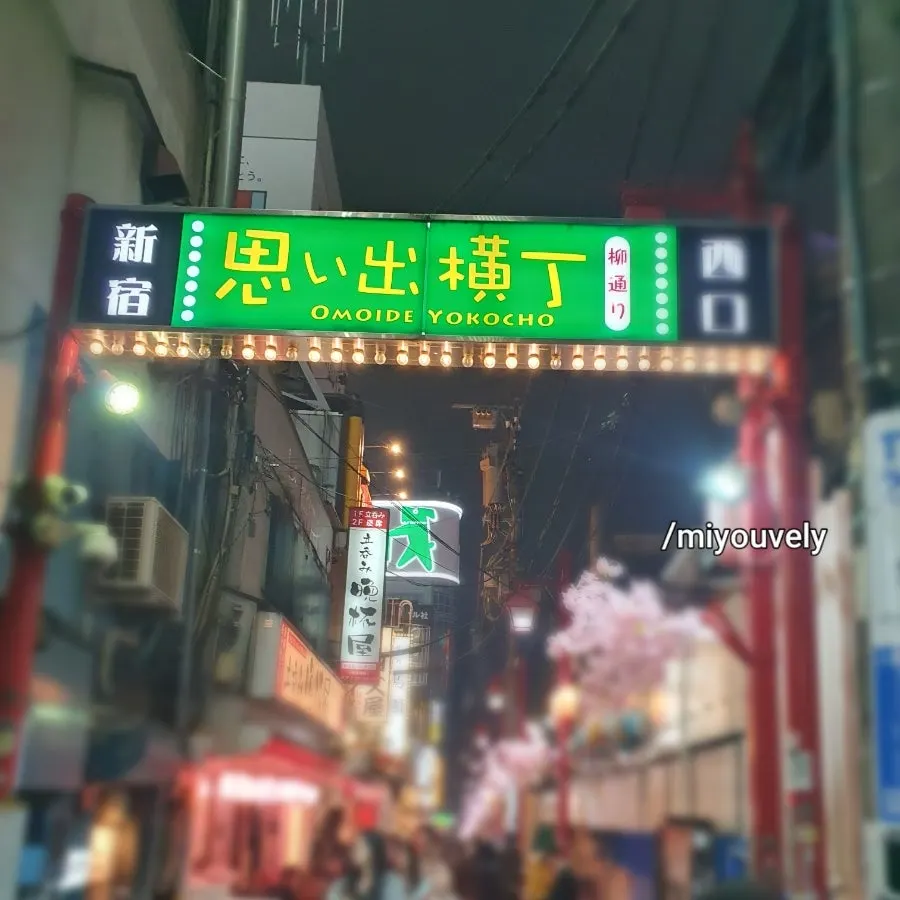 新宿
思い出横丁
OMOIDE YOKOCHO
柳通り
西口
/miyouvely
1F 立呑み
2F 座席
立呑み
晩杯屋